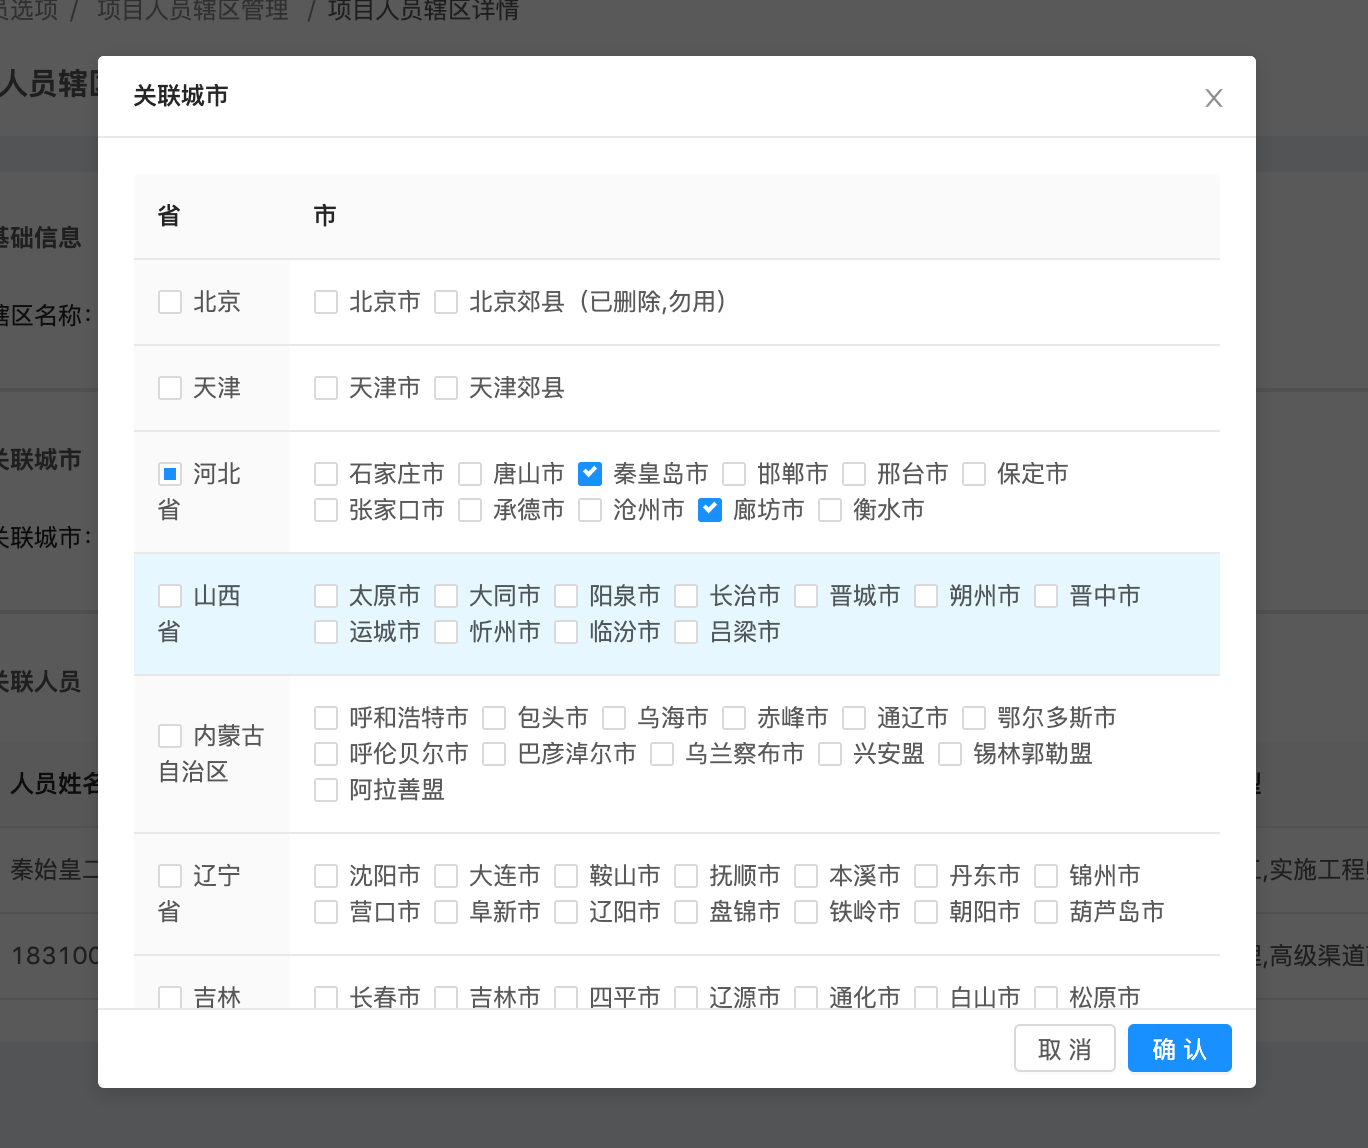 员选项 / 项目人员辖区管理 / 项目人员辖区详情
人员辖区
关联城市
基础信息
辖区名称：
关联城市
关联城市：
关联人员
人员姓名
秦始皇二
183100
,实施工程
,高级渠道
省 市
北京 北京市 北京郊县（已删除,勿用）
天津 天津市 天津郊县
河北 石家庄市 唐山市 秦皇岛市 邯郸市 邢台市 保定市
省 张家口市 承德市 沧州市 廊坊市 衡水市
山西 太原市 大同市 阳泉市 长治市 晋城市 朔州市 晋中市
省 运城市 忻州市 临汾市 吕梁市
呼和浩特市 包头市 乌海市 赤峰市 通辽市 鄂尔多斯市
内蒙古
呼伦贝尔市 巴彦淖尔市 乌兰察布市 兴安盟 锡林郭勒盟
自治区
阿拉善盟
辽宁 沈阳市 大连市 鞍山市 抚顺市 本溪市 丹东市 锦州市
省 营口市 阜新市 辽阳市 盘锦市 铁岭市 朝阳市 葫芦岛市
吉林 长春市 吉林市 四平市 辽源市 通化市 白山市 松原市
取 消 确 认